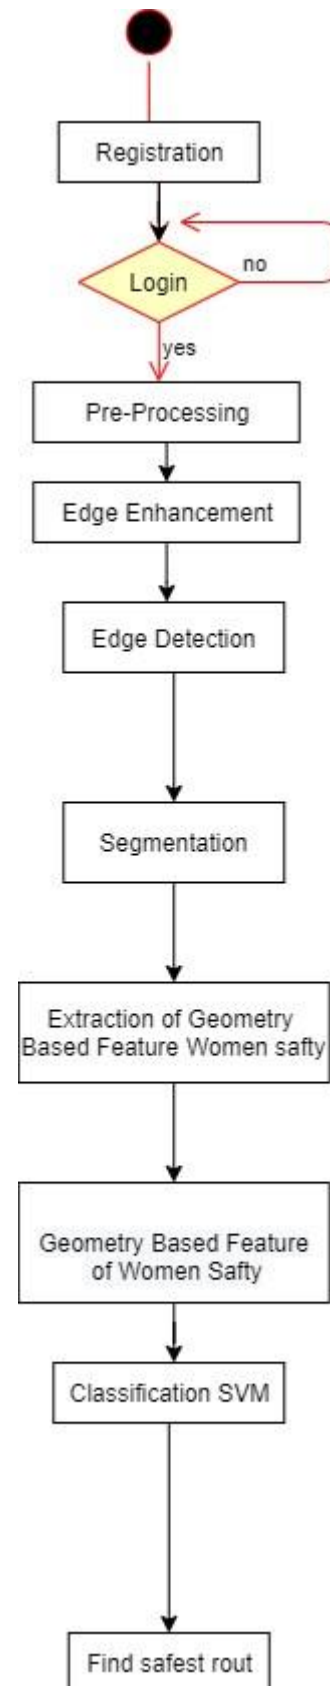 Registration
Login
no
yes
Pre-Processing
Edge Enhancement
Edge Detection
Segmentation
Extraction of Geometry
Based Feature Women safty
Geometry Based Feature
of Women Safty
Classification SVM
Find safest rout